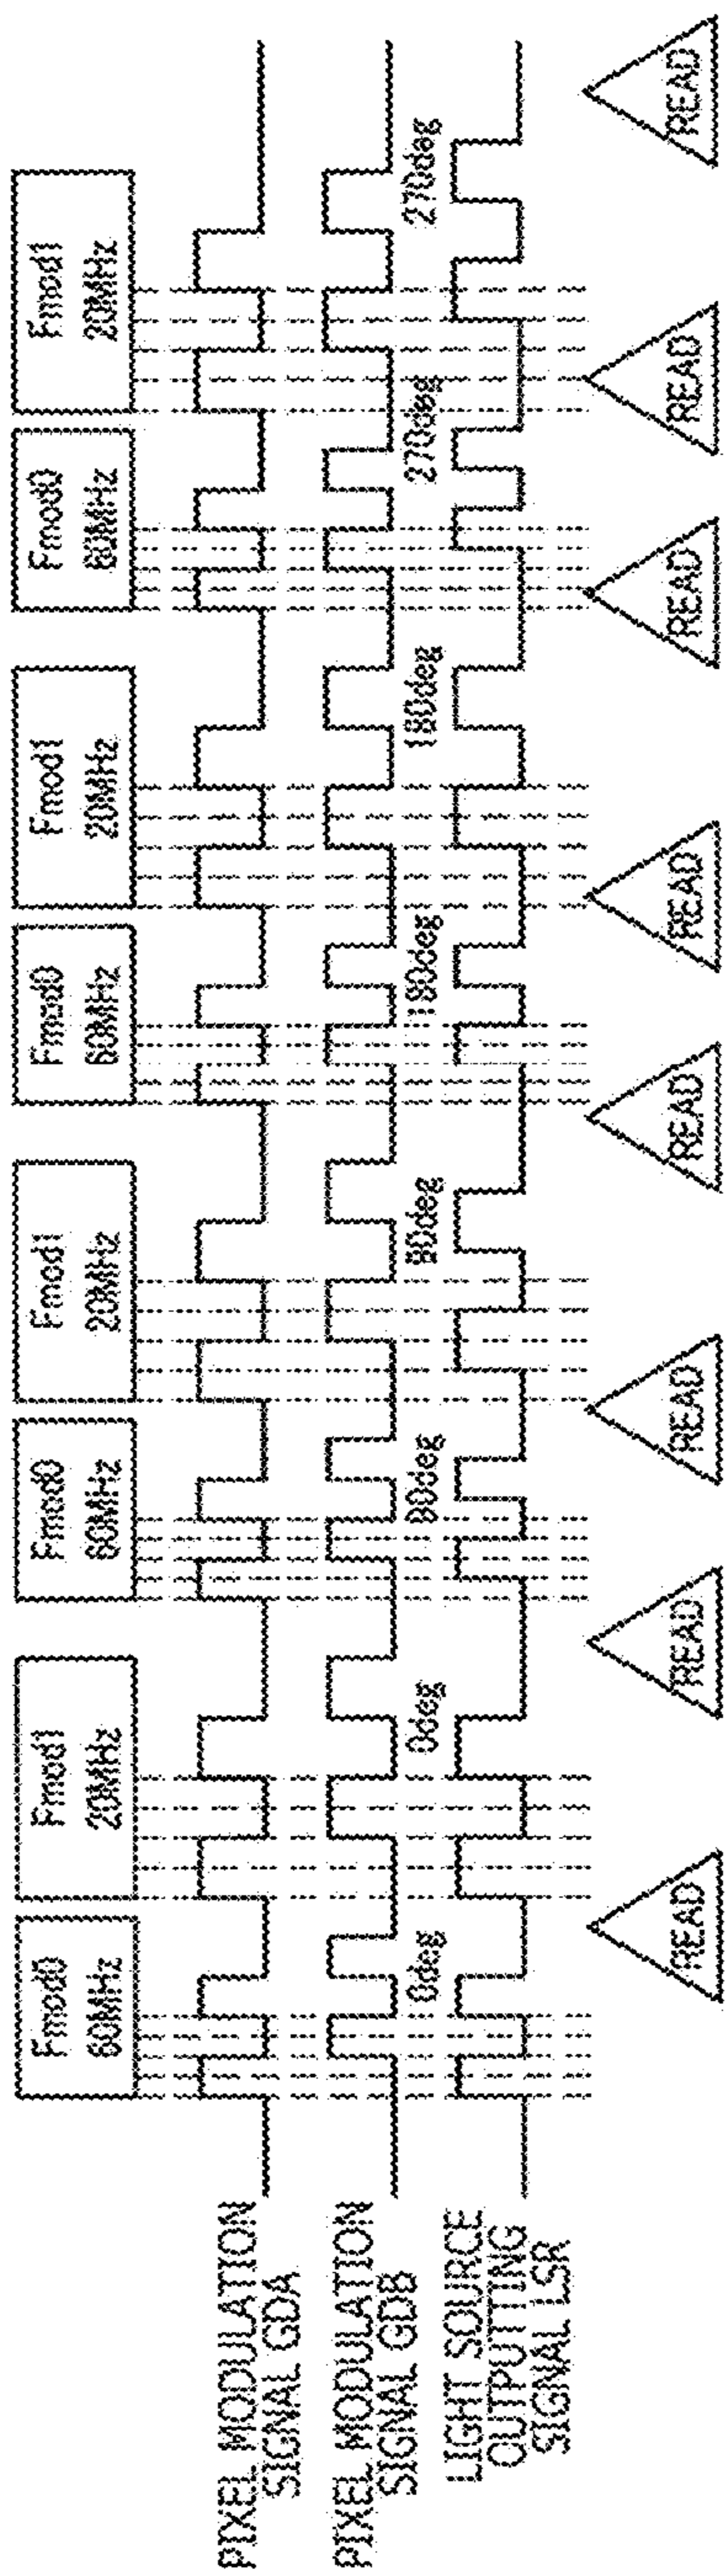 Fmod0
60MHz
Fmod1
20MHz
Fmod0
60MHz
Fmod1
20MHz
Fmod0
60MHz
Fmod1
20MHz
Fmod0
60MHz
Fmod1
20MHz
PIXEL MODULATION
SIGNAL GDA
PIXEL MODULATION
SIGNAL GDB
0deg
0deg
90deg
90deg
180deg
180deg
270deg
270deg
LIGHT SOURCE
OUTPUTTING
SIGNAL LSR
READ
READ
READ
READ
READ
READ
READ
READ